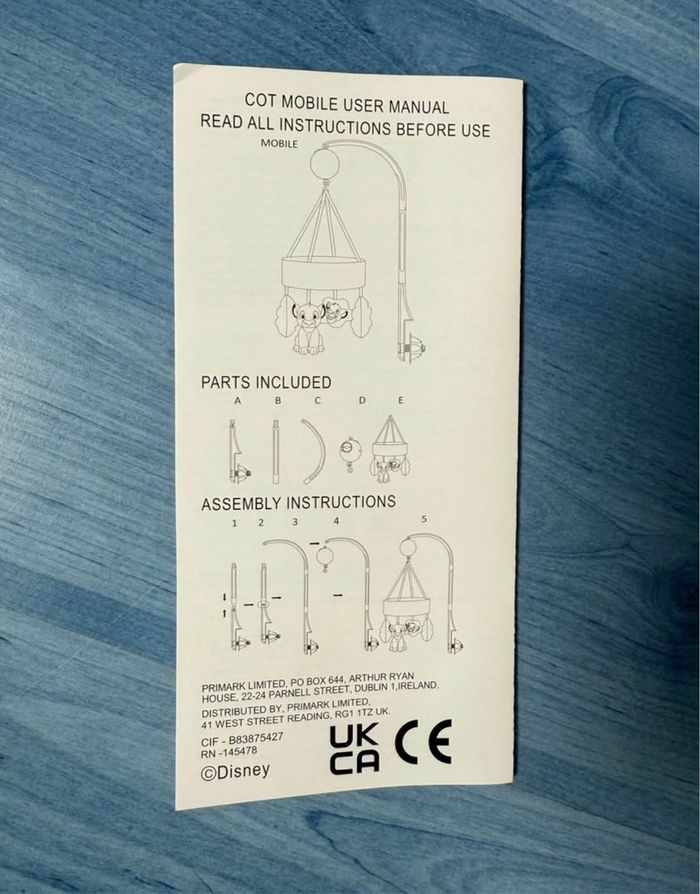 COT MOBILE USER MANUAL
READ ALL INSTRUCTIONS BEFORE USE
MOBILE
PARTS INCLUDED
A B C D E
ASSEMBLY INSTRUCTIONS
1 2 3 4 5
PRIMARK LIMITED, PO BOX 644, ARTHUR RYAN
HOUSE, 22-24 PARNELL STREET, DUBLIN 1,IRELAND.
DISTRIBUTED BY, PRIMARK LIMITED,
41 WEST STREET READING, RG1 1TZ UK.
CIF - B83875427
RN -145478
©Disney
UK
CA CE